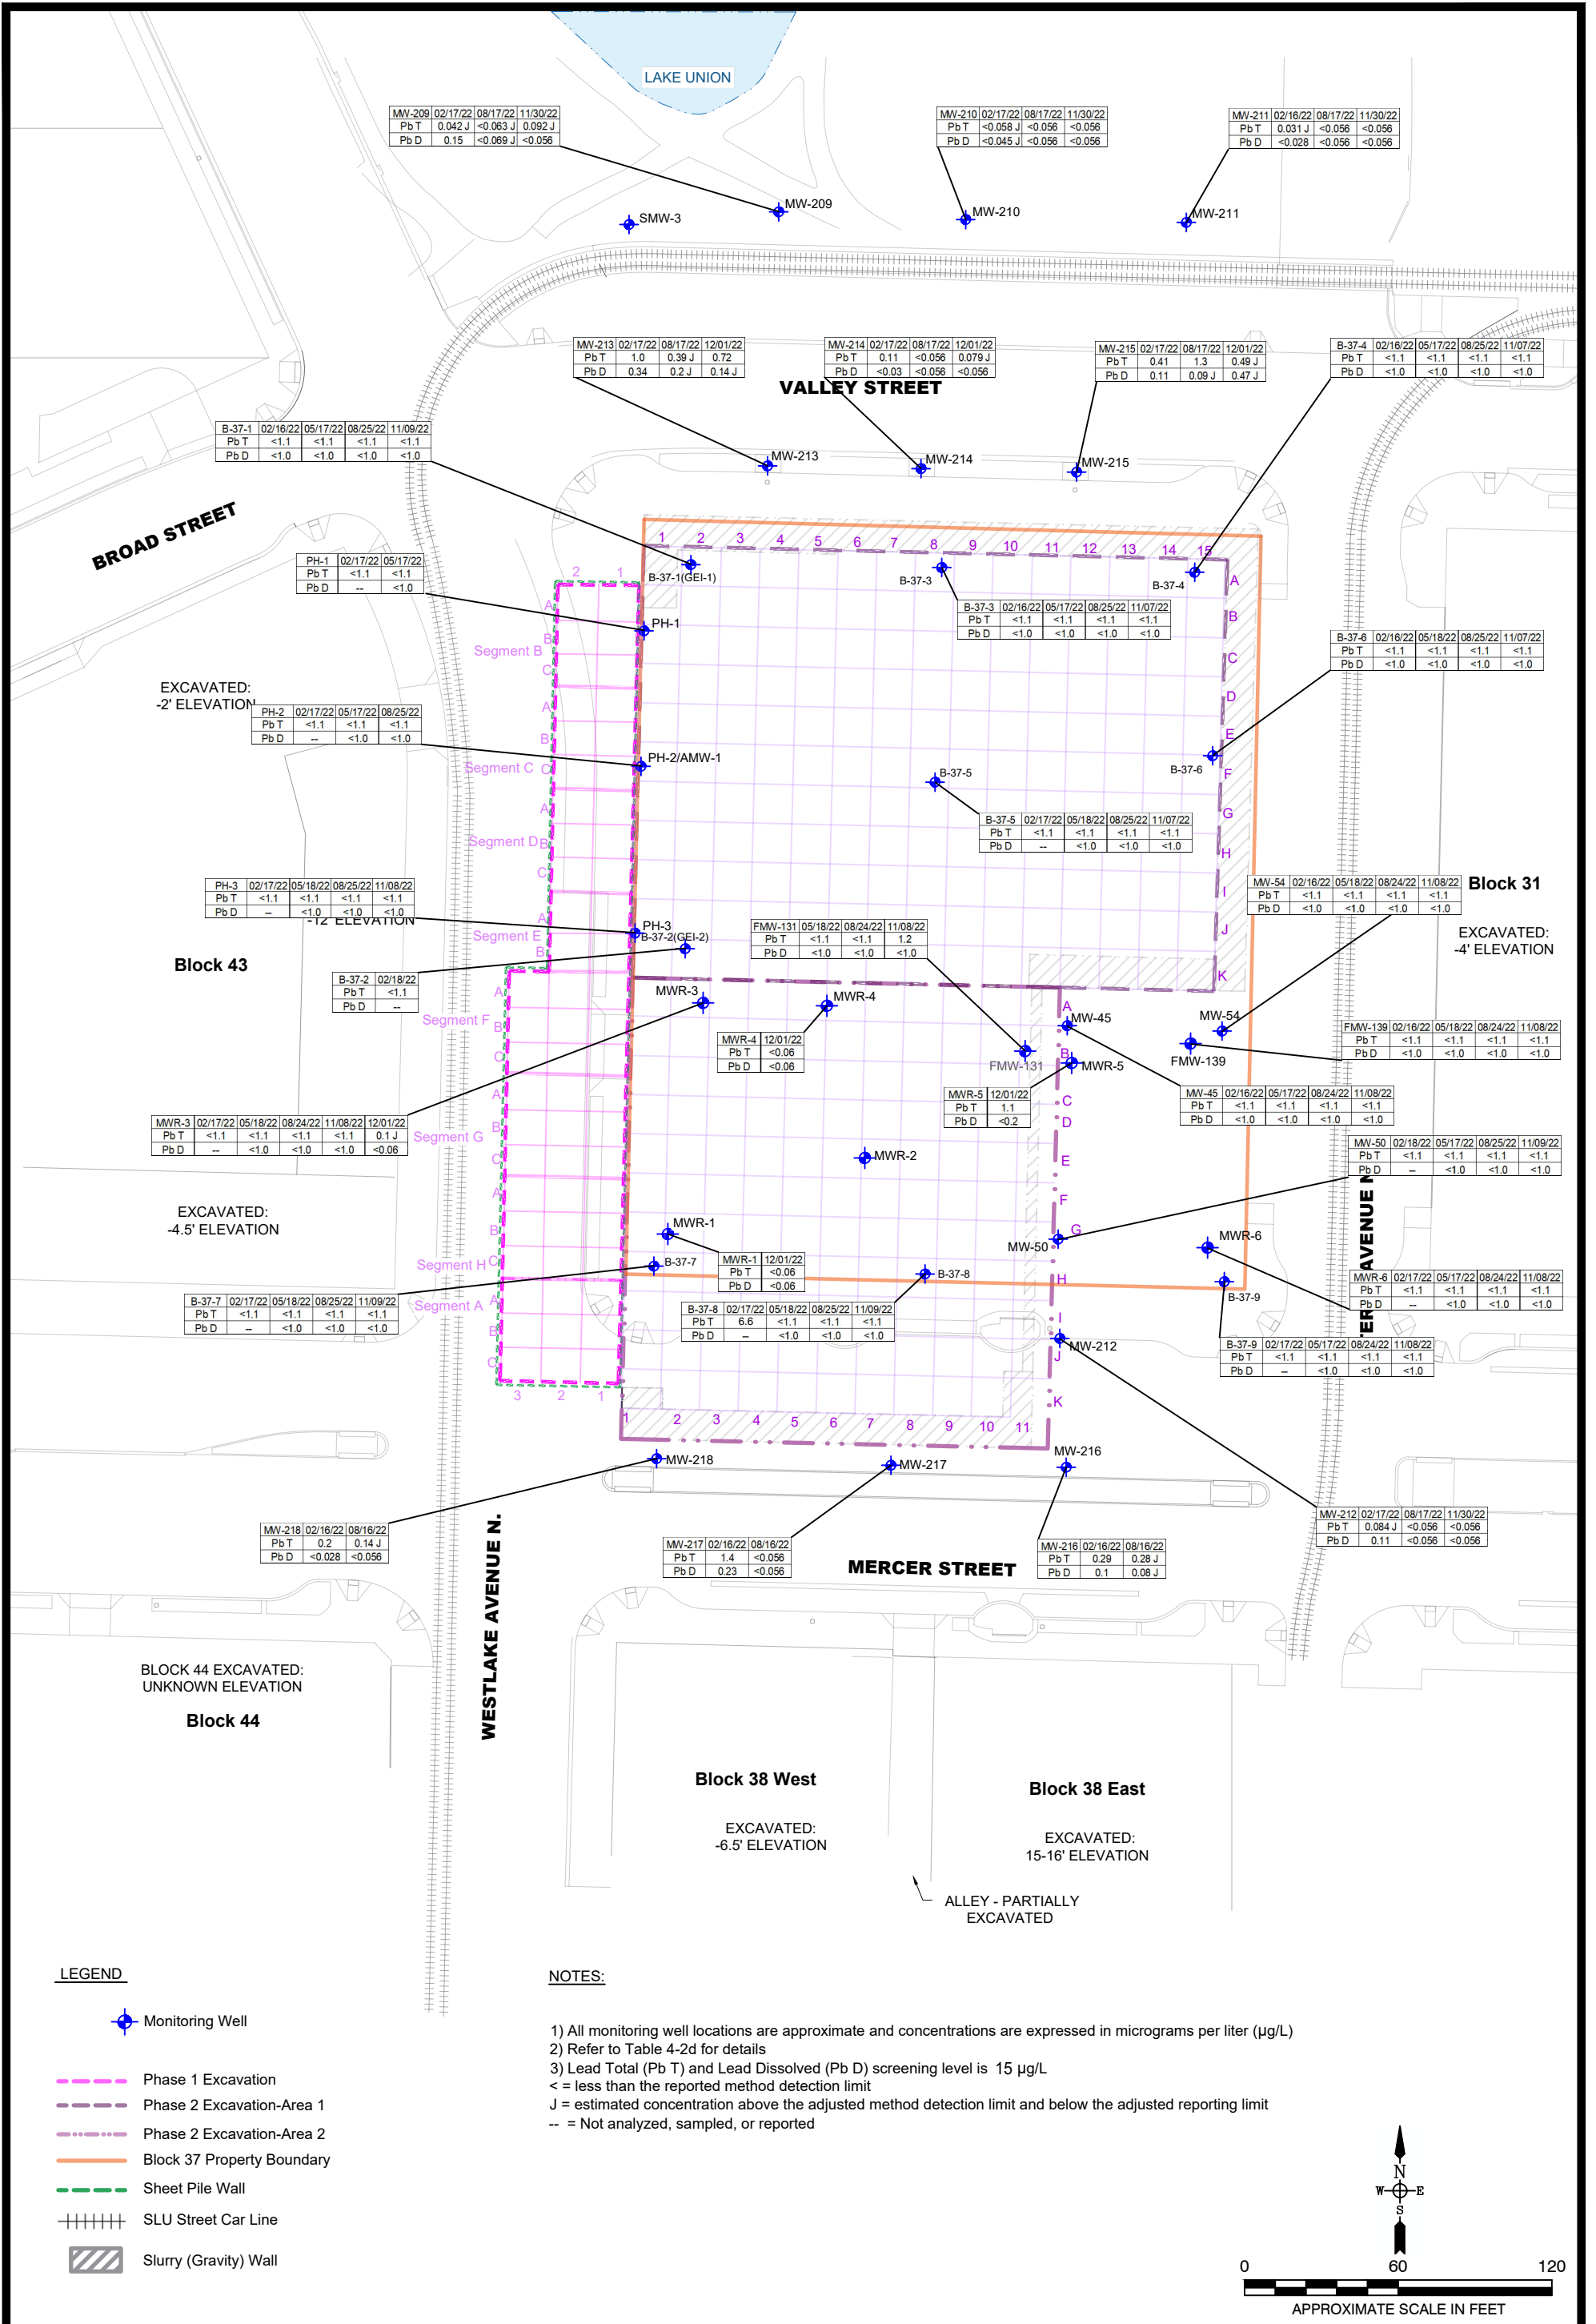 LAKE UNION
MW-209 02/17/22 08/17/22 11/30/22
Pb T 0.042 J <0.063 J 0.092 J
Pb D 0.15 <0.069 J <0.056
MW-210 02/17/22 08/17/22 11/30/22
Pb T <0.058 J <0.056 <0.056
Pb D <0.045 J <0.056 <0.056
MW-211 02/16/22 08/17/22 11/30/22
Pb T 0.031 J <0.056 <0.056
Pb D <0.028 <0.056 <0.056
SMW-3
MW-209
MW-210
MW-211
MW-213 02/17/22 08/17/22 12/01/22
Pb T 1.0 0.39 J 0.72
Pb D 0.34 0.2 J 0.14 J
MW-214 02/17/22 08/17/22 12/01/22
Pb T 0.11 <0.056 0.079 J
Pb D <0.03 <0.056 <0.056
MW-215 02/17/22 08/17/22 12/01/22
Pb T 0.41 1.3 0.49 J
Pb D 0.11 0.09 J 0.47 J
B-37-4 02/16/22 05/17/22 08/25/22 11/07/22
Pb T <1.1 <1.1 <1.1 <1.1
Pb D <1.0 <1.0 <1.0 <1.0
VALLEY STREET
B-37-1 02/16/22 05/17/22 08/25/22 11/09/22
Pb T <1.1 <1.1 <1.1 <1.1
Pb D <1.0 <1.0 <1.0 <1.0
MW-213
MW-214
MW-215
BROAD STREET
1 2 3 4 5 6 7 8 9 10 11 12 13 14 15
B-37-1(GEI-1)
B-37-3
B-37-4
A
B
C
D
E
F
G
H
I
J
K
PH-1 02/17/22 05/17/22
Pb T <1.1 <1.1
Pb D -- <1.0
2 1
PH-1
B-37-3 02/16/22 05/17/22 08/25/22 11/07/22
Pb T <1.1 <1.1 <1.1 <1.1
Pb D <1.0 <1.0 <1.0 <1.0
B-37-6 02/16/22 05/18/22 08/25/22 11/07/22
Pb T <1.1 <1.1 <1.1 <1.1
Pb D <1.0 <1.0 <1.0 <1.0
A
B
Segment B
C
EXCAVATED:
-2' ELEVATION
PH-2 02/17/22 05/17/22 08/25/22
Pb T <1.1 <1.1 <1.1
Pb D -- <1.0 <1.0
A
B
Segment C C
PH-2/AMW-1
B-37-5
B-37-6
B-37-5 02/17/22 05/18/22 08/25/22 11/07/22
Pb T <1.1 <1.1 <1.1 <1.1
Pb D -- <1.0 <1.0 <1.0
A
Segment D B
C
PH-3 02/17/22 05/18/22 08/25/22 11/08/22
Pb T <1.1 <1.1 <1.1 <1.1
Pb D -- <1.0 <1.0 <1.0
-12' ELEVATION
A
Segment E
B
PH-3
B-37-2(GEI-2)
FMW-131 05/18/22 08/24/22 11/08/22
Pb T <1.1 <1.1 1.2
Pb D <1.0 <1.0 <1.0
MW-54 02/16/22 05/18/22 08/24/22 11/08/22
Pb T <1.1 <1.1 <1.1 <1.1
Pb D <1.0 <1.0 <1.0 <1.0
Block 31
EXCAVATED:
-4' ELEVATION
Block 43
B-37-2 02/18/22
Pb T <1.1
Pb D --
A
Segment F
B
C
MWR-3
MWR-4
MWR-4 12/01/22
Pb T <0.06
Pb D <0.06
FMW-131
MW-45
MWR-5
MW-54
FMW-139
FMW-139 02/16/22 05/18/22 08/24/22 11/08/22
Pb T <1.1 <1.1 <1.1 <1.1
Pb D <1.0 <1.0 <1.0 <1.0
MWR-5 12/01/22
Pb T 1.1
Pb D <0.2
MW-45 02/16/22 05/17/22 08/24/22 11/08/22
Pb T <1.1 <1.1 <1.1 <1.1
Pb D <1.0 <1.0 <1.0 <1.0
A
B
C
D
E
F
G
H
I
J
K
MWR-3 02/17/22 05/18/22 08/24/22 11/08/22 12/01/22
Pb T <1.1 <1.1 <1.1 <1.1 0.1 J
Pb D -- <1.0 <1.0 <1.0 <0.06
A
B
Segment G
C
MW-50 02/18/22 05/17/22 08/25/22 11/09/22
Pb T <1.1 <1.1 <1.1 <1.1
Pb D -- <1.0 <1.0 <1.0
MWR-2
EXCAVATED:
-4.5' ELEVATION
A
B
Segment H C
MWR-1
B-37-7
MWR-1 12/01/22
Pb T <0.06
Pb D <0.06
B-37-8
MW-50
MWR-6
B-37-9
MWR-6 02/17/22 05/17/22 08/24/22 11/08/22
Pb T <1.1 <1.1 <1.1 <1.1
Pb D -- <1.0 <1.0 <1.0
B-37-7 02/17/22 05/18/22 08/25/22 11/09/22
Pb T <1.1 <1.1 <1.1 <1.1
Pb D -- <1.0 <1.0 <1.0
Segment A A
B
C
B-37-8 02/17/22 05/18/22 08/25/22 11/09/22
Pb T 6.6 <1.1 <1.1 <1.1
Pb D -- <1.0 <1.0 <1.0
MW-212
B-37-9 02/17/22 05/17/22 08/24/22 11/08/22
Pb T <1.1 <1.1 <1.1 <1.1
Pb D -- <1.0 <1.0 <1.0
3 2 1
1 2 3 4 5 6 7 8 9 10 11
MW-218
MW-217
MW-216
MW-218 02/16/22 08/16/22
Pb T 0.2 0.14 J
Pb D <0.028 <0.056
MW-217 02/16/22 08/16/22
Pb T 1.4 <0.056
Pb D 0.23 <0.056
MW-216 02/16/22 08/16/22
Pb T 0.29 0.28 J
Pb D 0.1 0.08 J
MW-212 02/17/22 08/17/22 11/30/22
Pb T 0.084 J <0.056 <0.056
Pb D 0.11 <0.056 <0.056
WESTLAKE AVENUE N.
MERCER STREET
BLOCK 44 EXCAVATED:
UNKNOWN ELEVATION
Block 44
Block 38 West
EXCAVATED:
-6.5' ELEVATION
Block 38 East
EXCAVATED:
15-16' ELEVATION
ALLEY - PARTIALLY
EXCAVATED
LEGEND
Monitoring Well
Phase 1 Excavation
Phase 2 Excavation-Area 1
Phase 2 Excavation-Area 2
Block 37 Property Boundary
Sheet Pile Wall
SLU Street Car Line
Slurry (Gravity) Wall
NOTES:
1) All monitoring well locations are approximate and concentrations are expressed in micrograms per liter (µg/L)
2) Refer to Table 4-2d for details
3) Lead Total (Pb T) and Lead Dissolved (Pb D) screening level is 15 µg/L
< = less than the reported method detection limit
J = estimated concentration above the adjusted method detection limit and below the adjusted reporting limit
-- = Not analyzed, sampled, or reported
N
W E
S
0 60 120
APPROXIMATE SCALE IN FEET